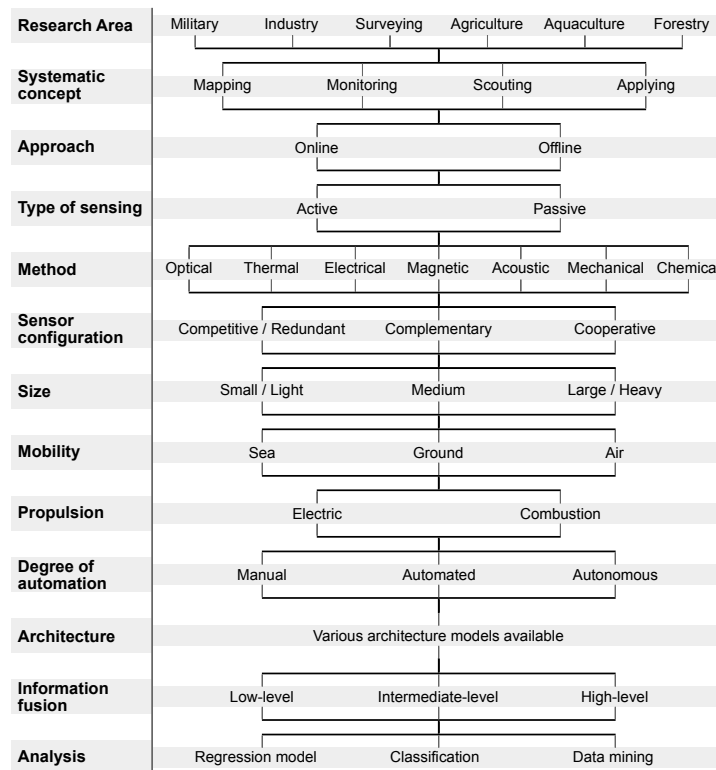 Research Area
Military Industry Surveying Agriculture Aquaculture Forestry
Systematic
concept
Mapping Monitoring Scouting Applying
Approach
Online Offline
Type of sensing
Active Passive
Method
Optical Thermal Electrical Magnetic Acoustic Mechanical Chemical
Sensor
configuration
Competitive / Redundant Complementary Cooperative
Size
Small / Light Medium Large / Heavy
Mobility
Sea Ground Air
Propulsion
Electric Combustion
Degree of
automation
Manual Automated Autonomous
Architecture
Various architecture models available
Information
fusion
Low-level Intermediate-level High-level
Analysis
Regression model Classification Data mining